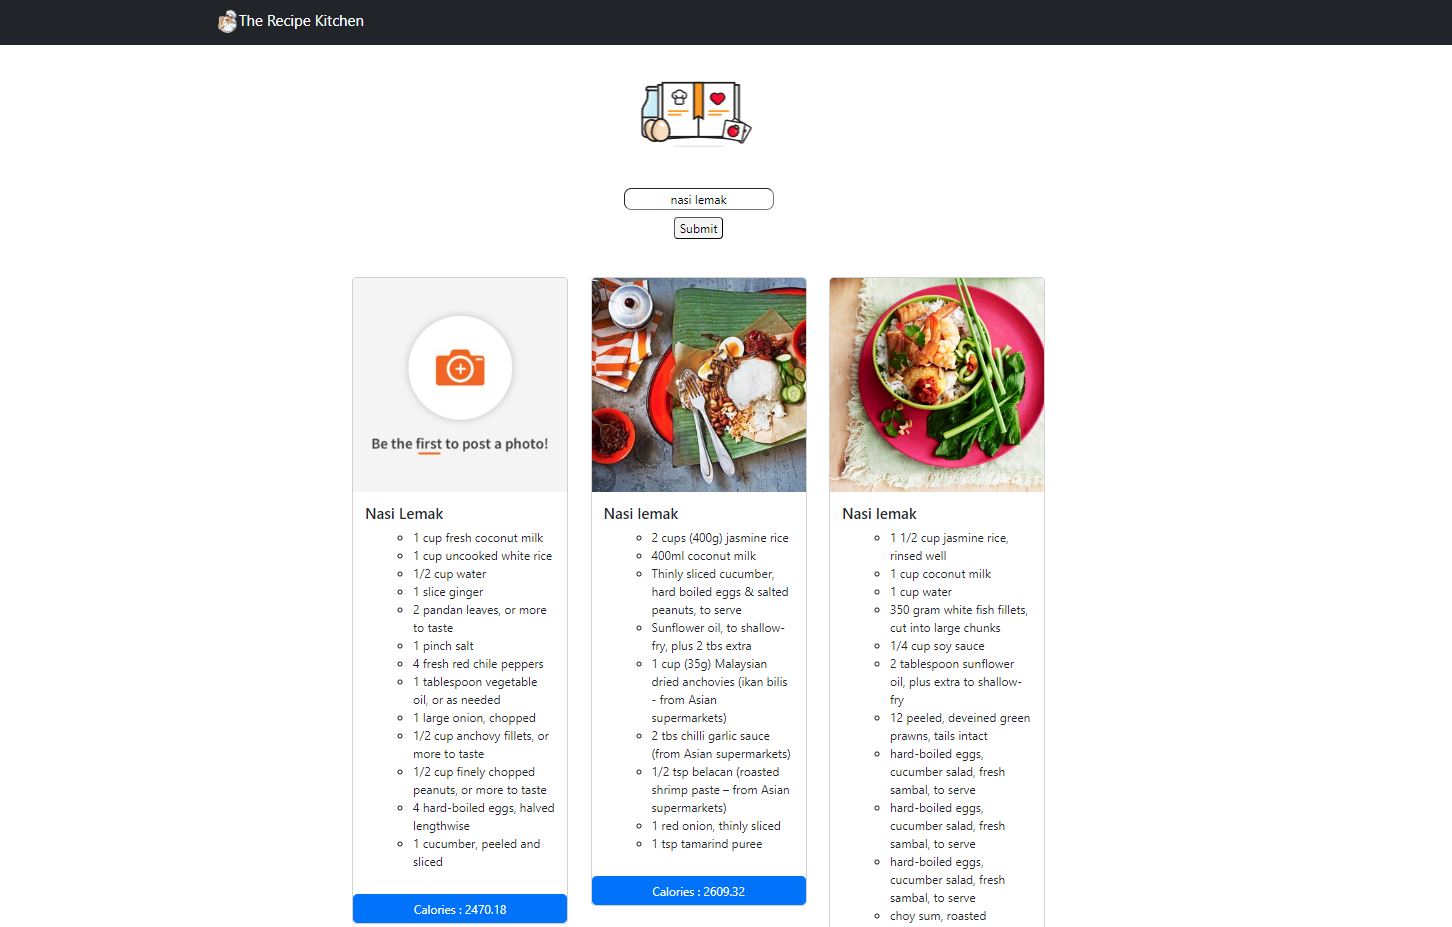 The Recipe Kitchen
nasi lemak
Submit
Be the first to post a photo!
Nasi Lemak
1 cup fresh coconut milk
1 cup uncooked white rice
1/2 cup water
1 slice ginger
2 pandan leaves, or more
to taste
1 pinch salt
4 fresh red chile peppers
1 tablespoon vegetable
oil, or as needed
1 large onion, chopped
1/2 cup anchovy fillets, or
more to taste
1/2 cup finely chopped
peanuts, or more to taste
4 hard-boiled eggs, halved
lengthwise
1 cucumber, peeled and
sliced
Calories : 2470.18
Nasi lemak
2 cups (400g) jasmine rice
400ml coconut milk
Thinly sliced cucumber,
hard boiled eggs & salted
peanuts, to serve
Sunflower oil, to shallow-
fry, plus 2 tbs extra
1 cup (35g) Malaysian
dried anchovies (ikan bilis
- from Asian
supermarkets)
2 tbs chilli garlic sauce
(from Asian supermarkets)
1/2 tsp belacan (roasted
shrimp paste – from Asian
supermarkets)
1 red onion, thinly sliced
1 tsp tamarind puree
Calories : 2609.32
Nasi lemak
1 1/2 cup jasmine rice,
rinsed well
1 cup coconut milk
1 cup water
350 gram white fish fillets,
cut into large chunks
1/4 cup soy sauce
2 tablespoon sunflower
oil, plus extra to shallow-
fry
12 peeled, deveined green
prawns, tails intact
hard-boiled eggs,
cucumber salad, fresh
sambal, to serve
hard-boiled eggs,
cucumber salad, fresh
sambal, to serve
hard-boiled eggs,
cucumber salad, fresh
sambal, to serve
choy sum, roasted